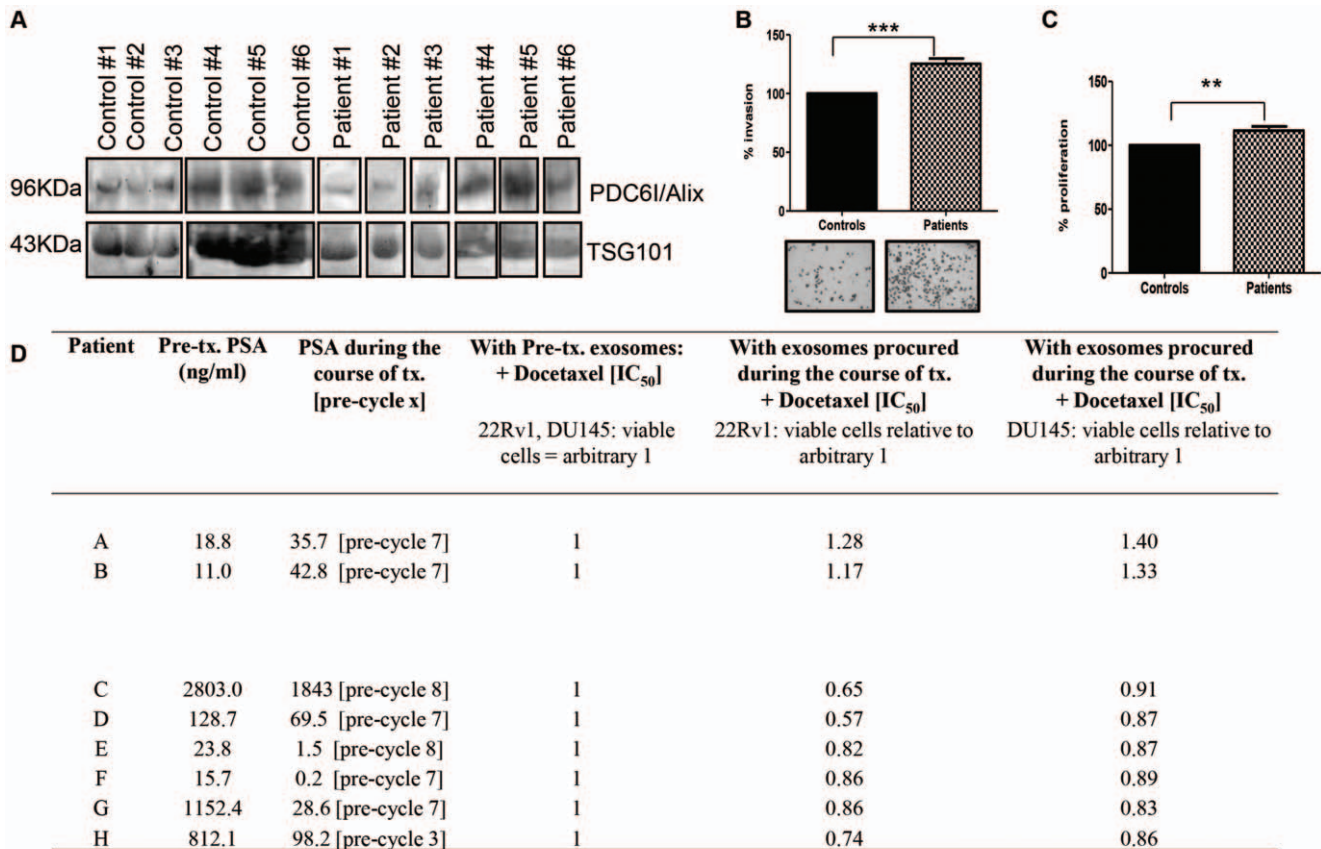 A
Control #1
Control #2
Control #3
Control #4
Control #5
Control #6
Patient #1
Patient #2
Patient #3
Patient #4
Patient #5
Patient #6
96KDa
PDC6I/Alix
43KDa
TSG101
B
***
150
100
50
0
% invasion
Controls
Patients
C
**
150
100
50
0
% proliferation
Controls
Patients
D
Patient Pre-tx. PSA (ng/ml) PSA during the course of tx. [pre-cycle x] With Pre-tx. exosomes: + Docetaxel [IC50] With exosomes procured during the course of tx. + Docetaxel [IC50] With exosomes procured during the course of tx. + Docetaxel [IC50]
22Rv1, DU145: viable cells = arbitrary 1 22Rv1: viable cells relative to arbitrary 1 DU145: viable cells relative to arbitrary 1
A 18.8 35.7 [pre-cycle 7] 1 1.28 1.40
B 11.0 42.8 [pre-cycle 7] 1 1.17 1.33
C 2803.0 1843 [pre-cycle 8] 1 0.65 0.91
D 128.7 69.5 [pre-cycle 7] 1 0.57 0.87
E 23.8 1.5 [pre-cycle 8] 1 0.82 0.87
F 15.7 0.2 [pre-cycle 7] 1 0.86 0.89
G 1152.4 28.6 [pre-cycle 7] 1 0.86 0.83
H 812.1 98.2 [pre-cycle 3] 1 0.74 0.86